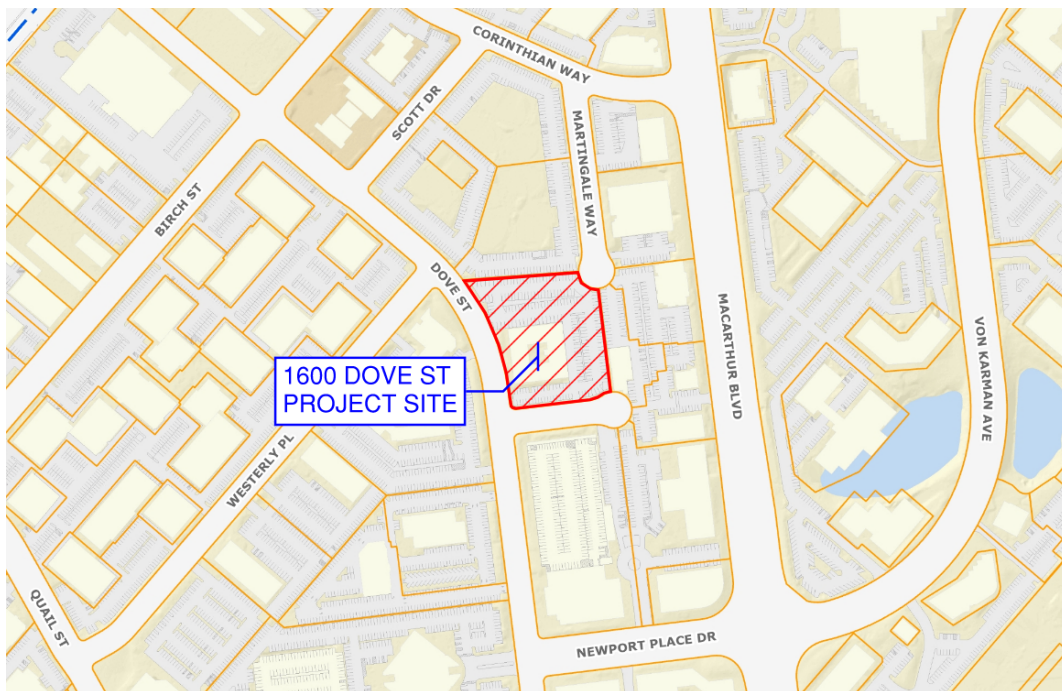 CORINTHIAN WAY
SCOTT DR
MARTINGALE WAY
BIRCH ST
DOVE ST
MACARTHUR BLVD
VON KARMAN AVE
1600 DOVE ST
PROJECT SITE
WESTERLY PL
QUAIL ST
NEWPORT PLACE DR